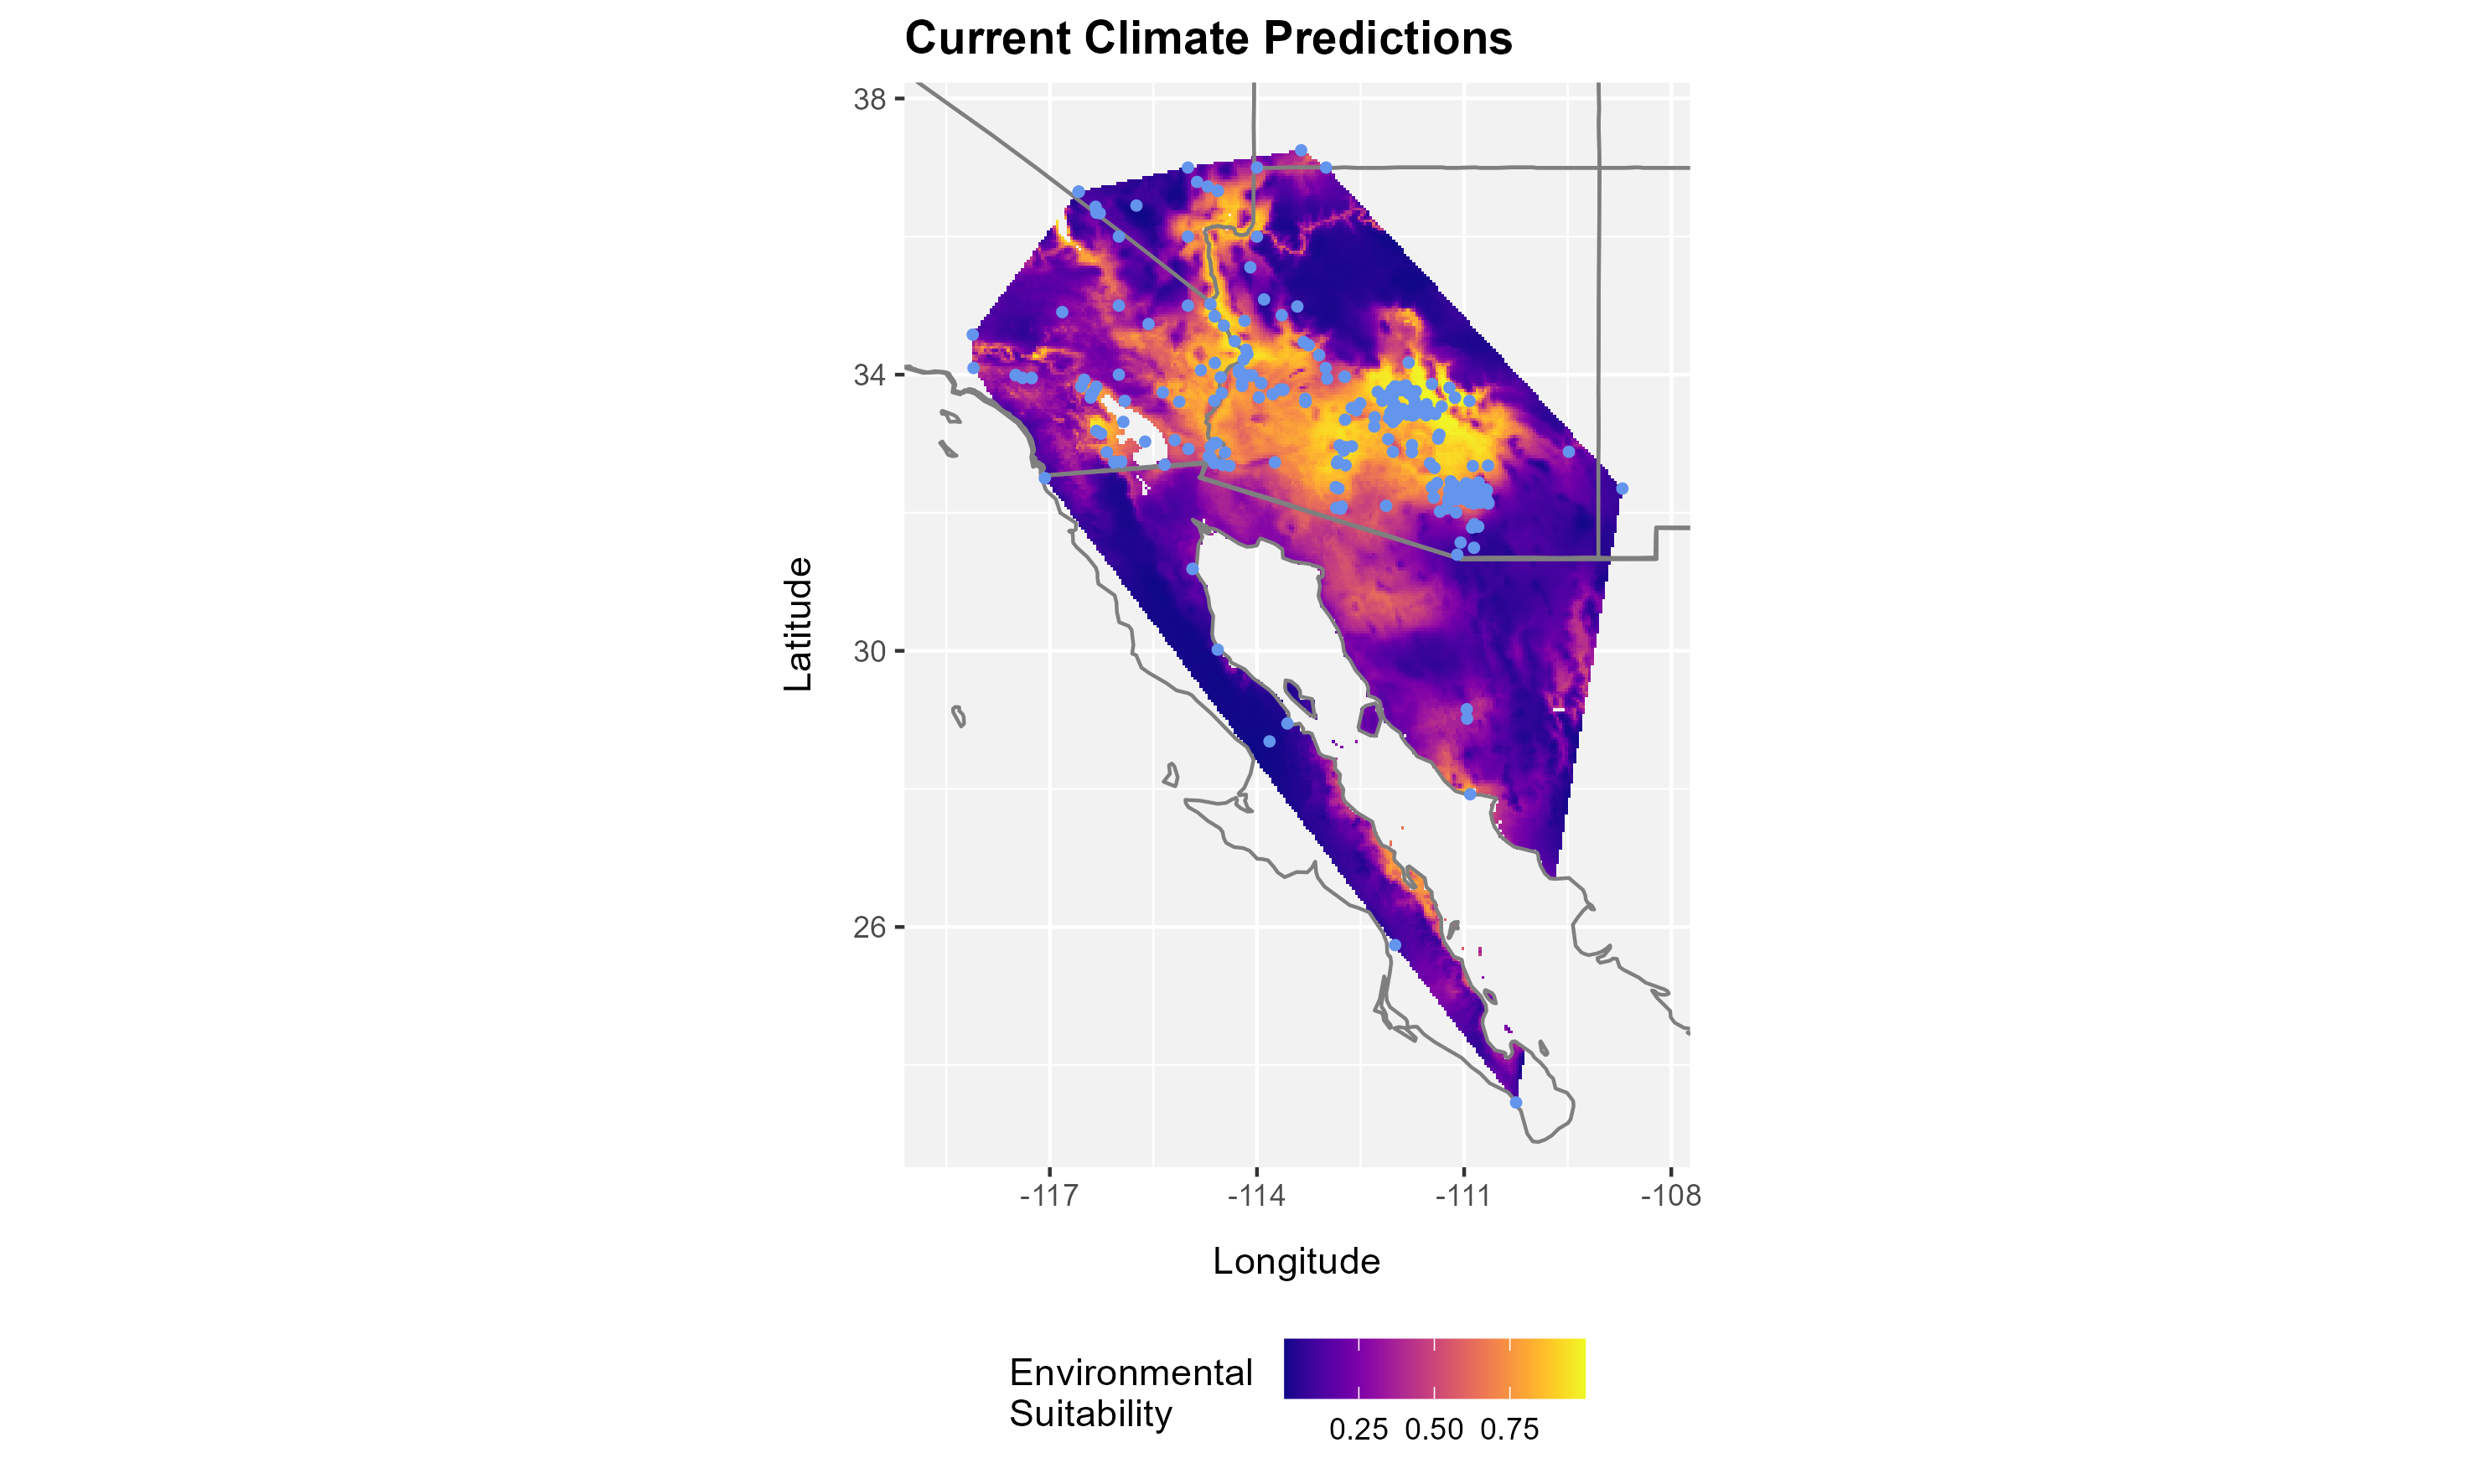 Current Climate Predictions
38
34
30
26
Latitude
-117
-114
-111
-108
Longitude
Environmental
Suitability
0.25
0.50
0.75